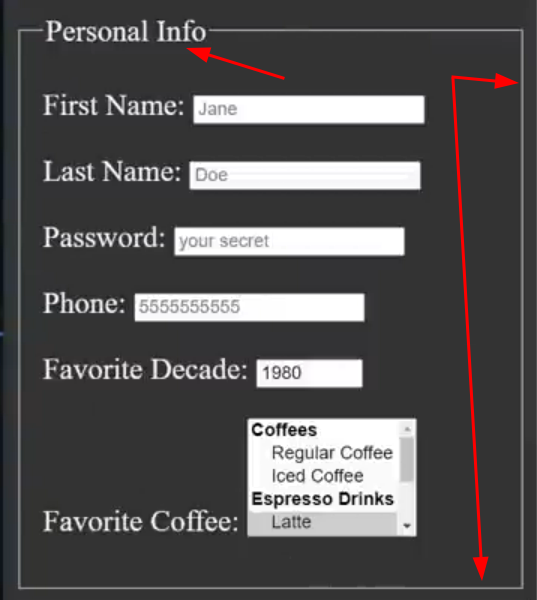 Personal Info
First Name: Jane
Last Name: Doe
Password: your secret
Phone: 5555555555
Favorite Decade: 1980
Coffees
Regular Coffee
Iced Coffee
Espresso Drinks
Favorite Coffee: Latte